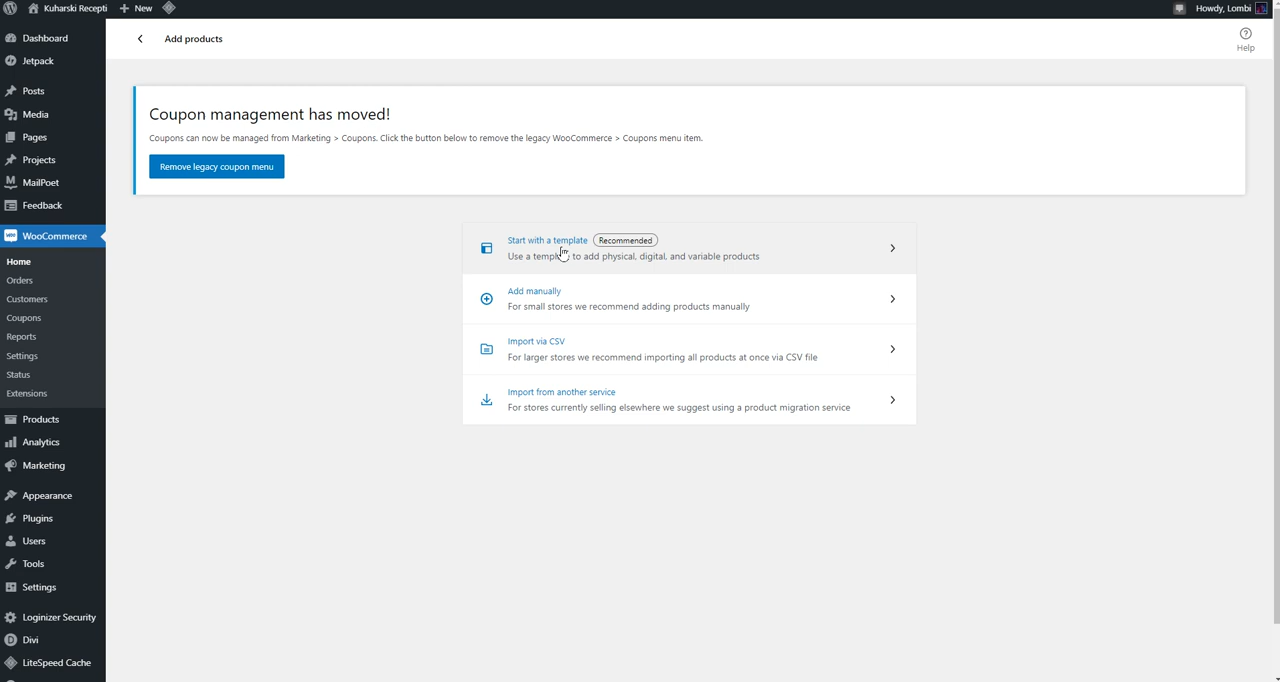 Kuharski Recepti
New
Howdy, Lombi
Dashboard
Jetpack
Posts
Media
Pages
Projects
MailPoet
Feedback
WooCommerce
Home
Orders
Customers
Coupons
Reports
Settings
Status
Extensions
Products
Analytics
Marketing
Appearance
Plugins
Users
Tools
Settings
Loginizer Security
Divi
LiteSpeed Cache
Add products
Help
Coupon management has moved!
Coupons can now be managed from Marketing > Coupons. Click the button below to remove the legacy WooCommerce > Coupons menu item.
Remove legacy coupon menu
Start with a template Recommended
Use a template to add physical, digital, and variable products
Add manually
For small stores we recommend adding products manually
Import via CSV
For larger stores we recommend importing all products at once via CSV file
Import from another service
For stores currently selling elsewhere we suggest using a product migration service